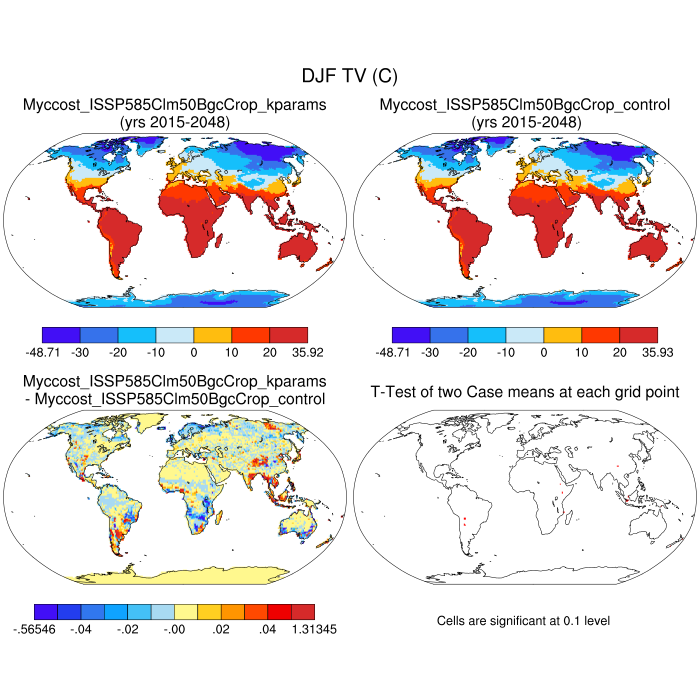 DJF TV (C)
Myccost_ISSP585Clm50BgcCrop_kparams
(yrs 2015-2048)
Myccost_ISSP585Clm50BgcCrop_control
(yrs 2015-2048)
-48.71 -30 -20 -10 0 10 20 35.92
-48.71 -30 -20 -10 0 10 20 35.93
Myccost_ISSP585Clm50BgcCrop_kparams
- Myccost_ISSP585Clm50BgcCrop_control
T-Test of two Case means at each grid point
-.56546 -.04 -.02 -.00 .02 .04 1.31345
Cells are significant at 0.1 level